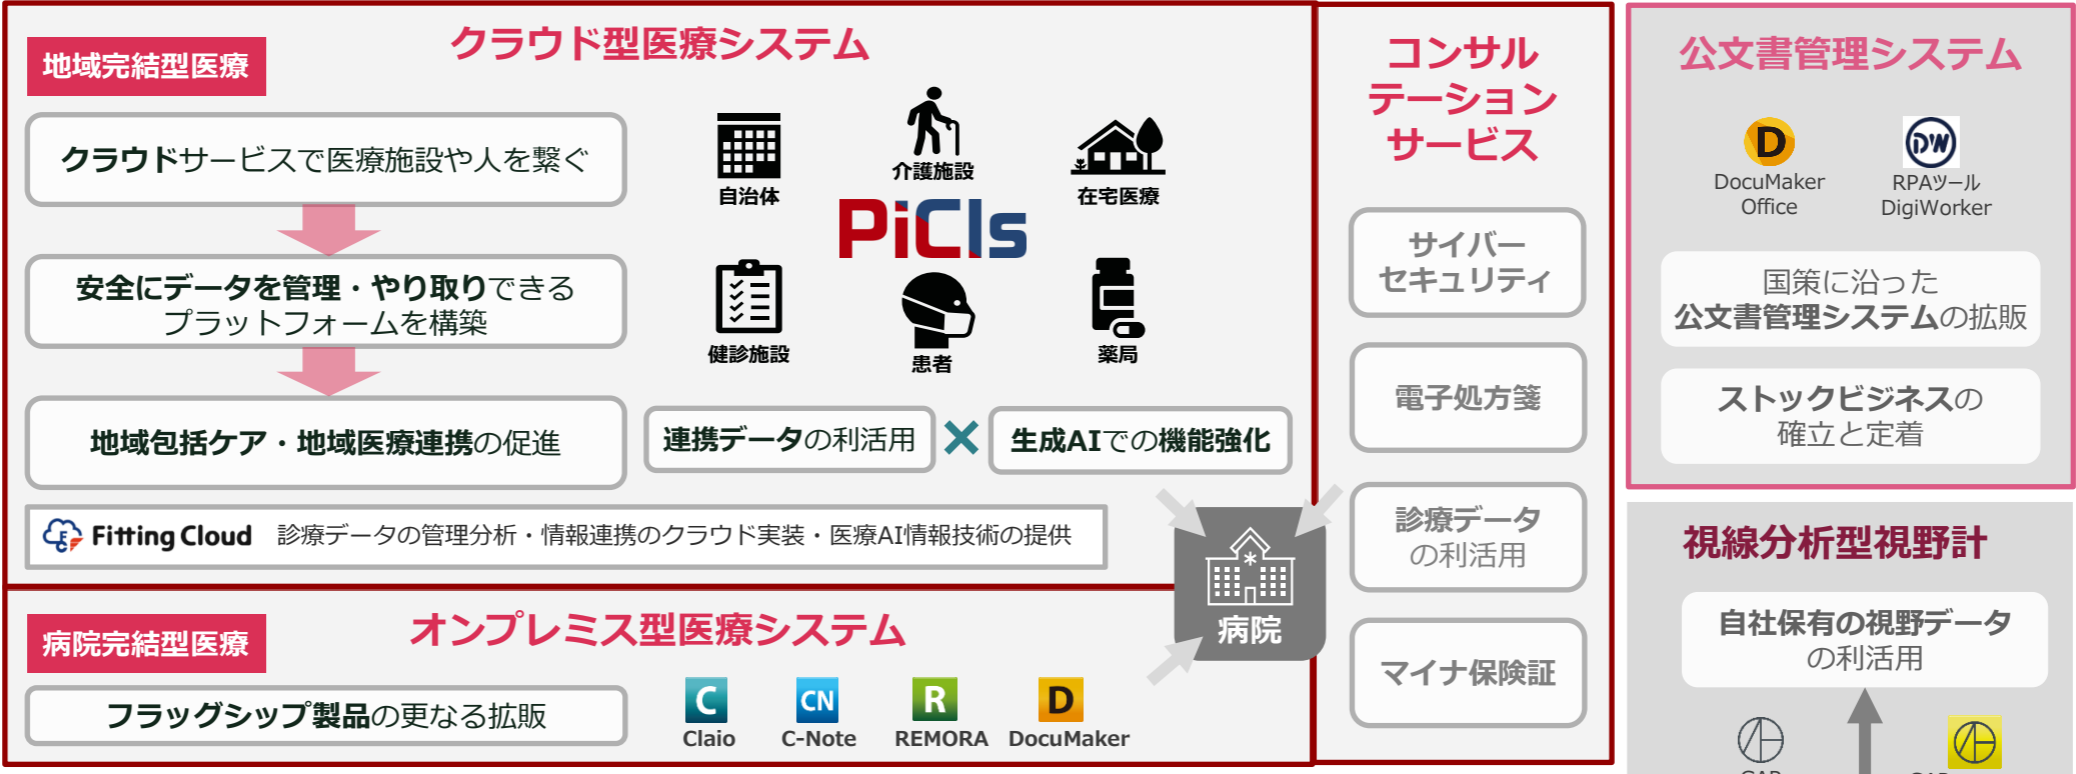 クラウド型医療システム
地域完結型医療
クラウドサービスで医療施設や人を繋ぐ
安全にデータを管理・やり取りできる
プラットフォームを構築
地域包括ケア・地域医療連携の促進
自治体
介護施設
在宅医療
PiCls
健診施設
患者
薬局
連携データの利活用
×
生成AIでの機能強化
Fitting Cloud 診療データの管理分析・情報連携のクラウド実装・医療AI情報技術の提供
病院
オンプレミス型医療システム
病院完結型医療
フラッグシップ製品の更なる拡販
C
Claio
CN
C-Note
R
REMORA
D
DocuMaker
コンサル
テーション
サービス
サイバー
セキュリティ
電子処方箋
診療データ
の利活用
マイナ保険証
公文書管理システム
D
DocuMaker
Office
RPAツール
DigiWorker
国策に沿った
公文書管理システムの拡販
ストックビジネスの
確立と定着
視線分析型視野計
自社保有の視野データ
の利活用